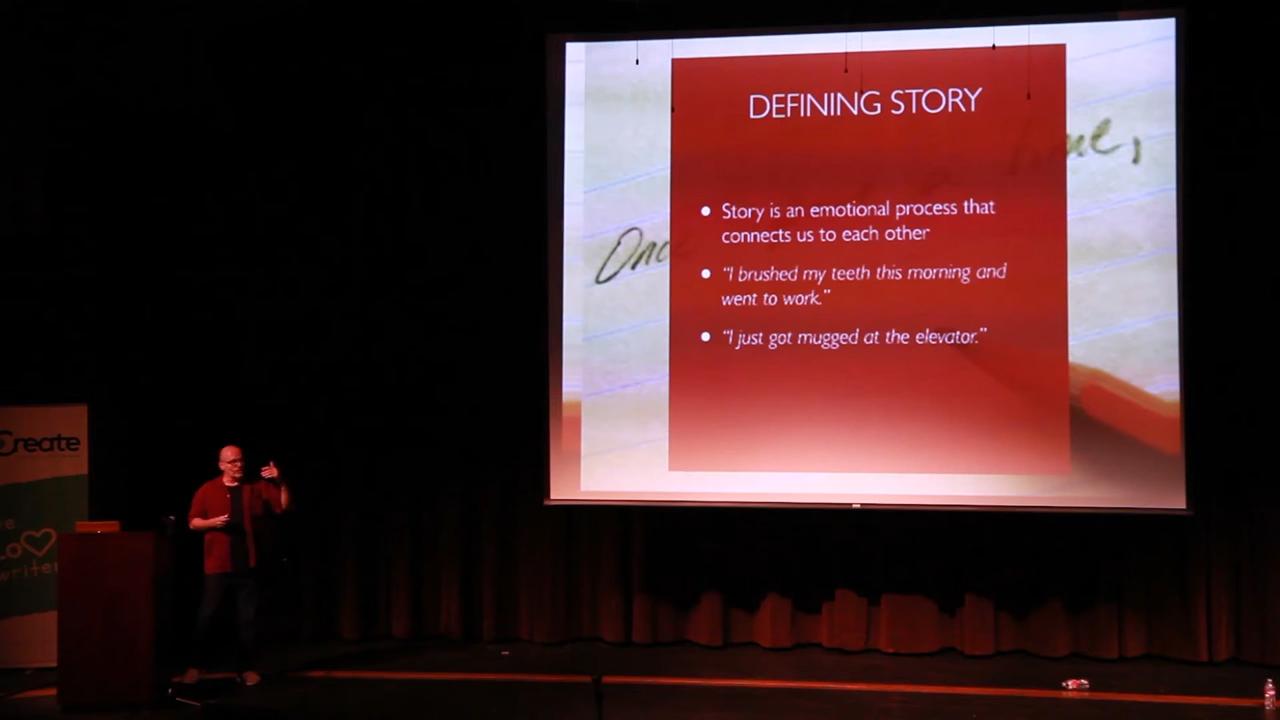 DEFINING STORY
• Story is an emotional process that
connects us to each other
• “I brushed my teeth this morning and
went to work.”
• “I just got mugged at the elevator.”
Create